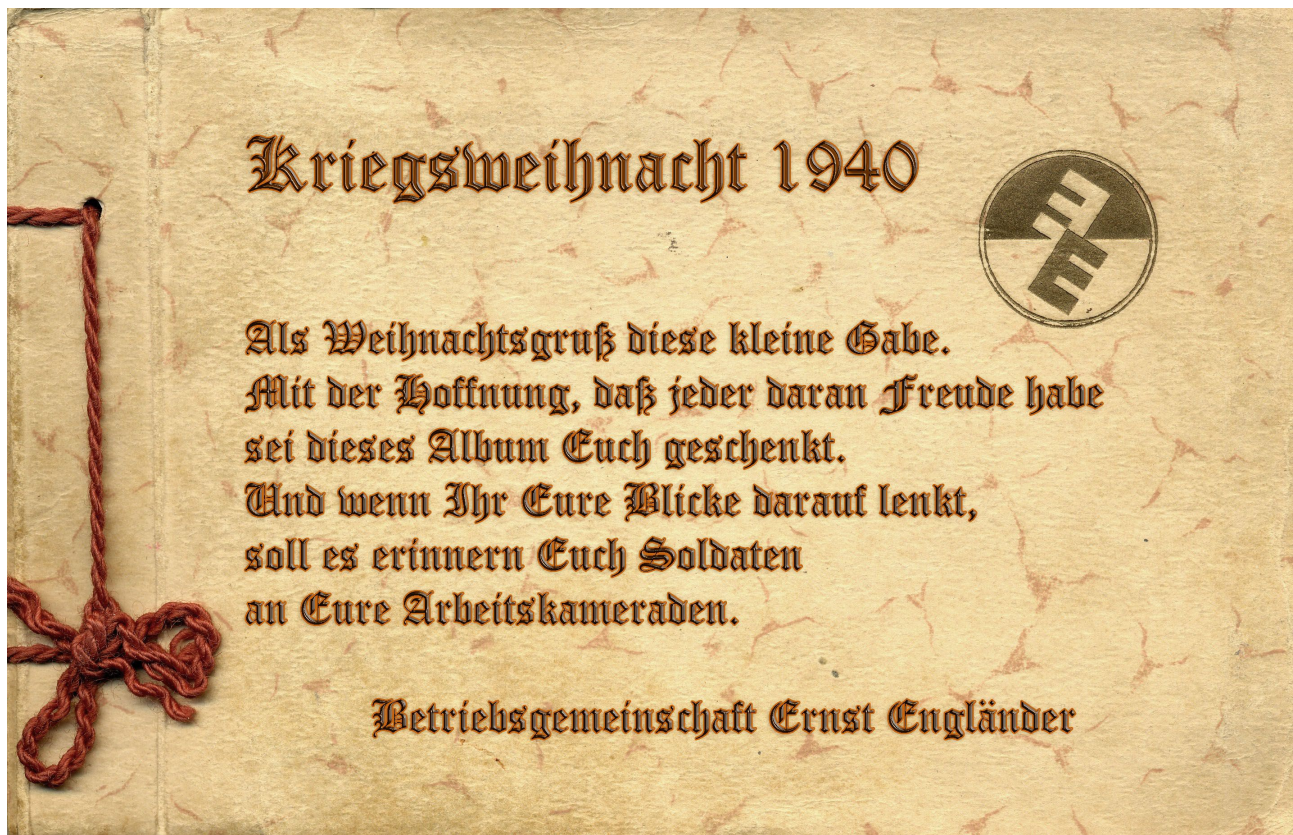 Kriegsweihnacht 1940
EE
Als Weihnachtsgruß diese kleine Gabe.
Mit der Hoffnung, daß jeder daran Freude habe
sei dieses Album Euch geschenkt.
Und wenn Ihr Eure Blicke darauf lenkt,
soll es erinnern Euch Soldaten
an Eure Arbeitskameraden.
Betriebsgemeinschaft Ernst Engländer